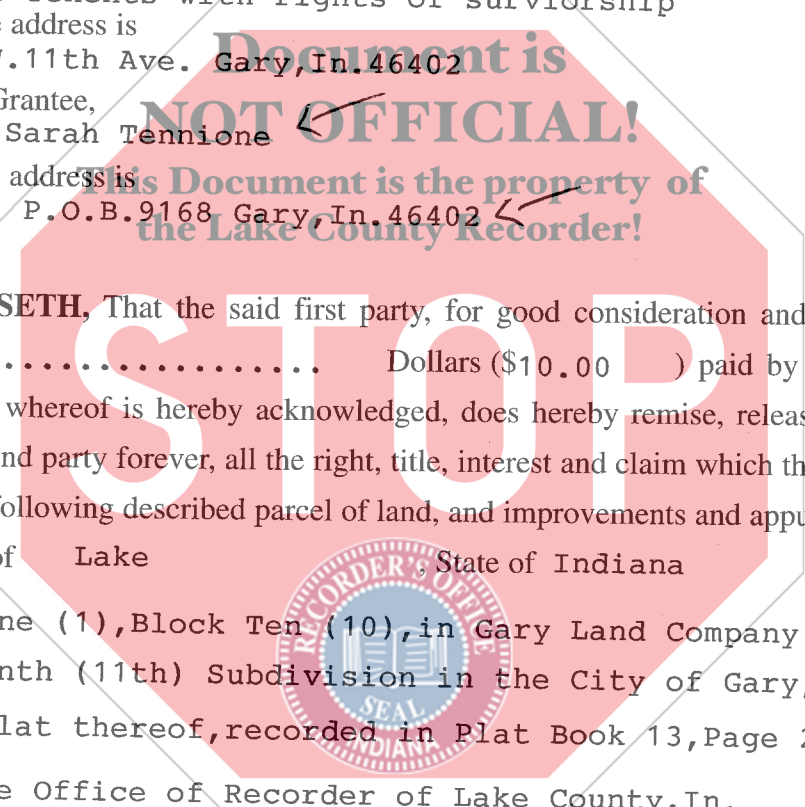 tenants with rights of surviorship
address is
.11th Ave. Gary,In.46402
Document is
Grantee,
NOT OFFICIAL!
Sarah Tennione
address is
This Document is the property of
P.O.B.9168 Gary,In.46402
the Lake County Recorder!
SETH, That the said first party, for good consideration and
................. Dollars ($10.00 ) paid by
whereof is hereby acknowledged, does hereby remise, releas
nd party forever, all the right, title, interest and claim which th
following described parcel of land, and improvements and appu
of Lake , State of Indiana
STOP
ne (1),Block Ten (10),in Gary Land Company
nth (11th) Subdivision in the City of Gary,
lat thereof,recorded in Plat Book 13,Page 2
e Office of Recorder of Lake County,In.
RECORDER'S OFFICE
SEAL
INDIANA